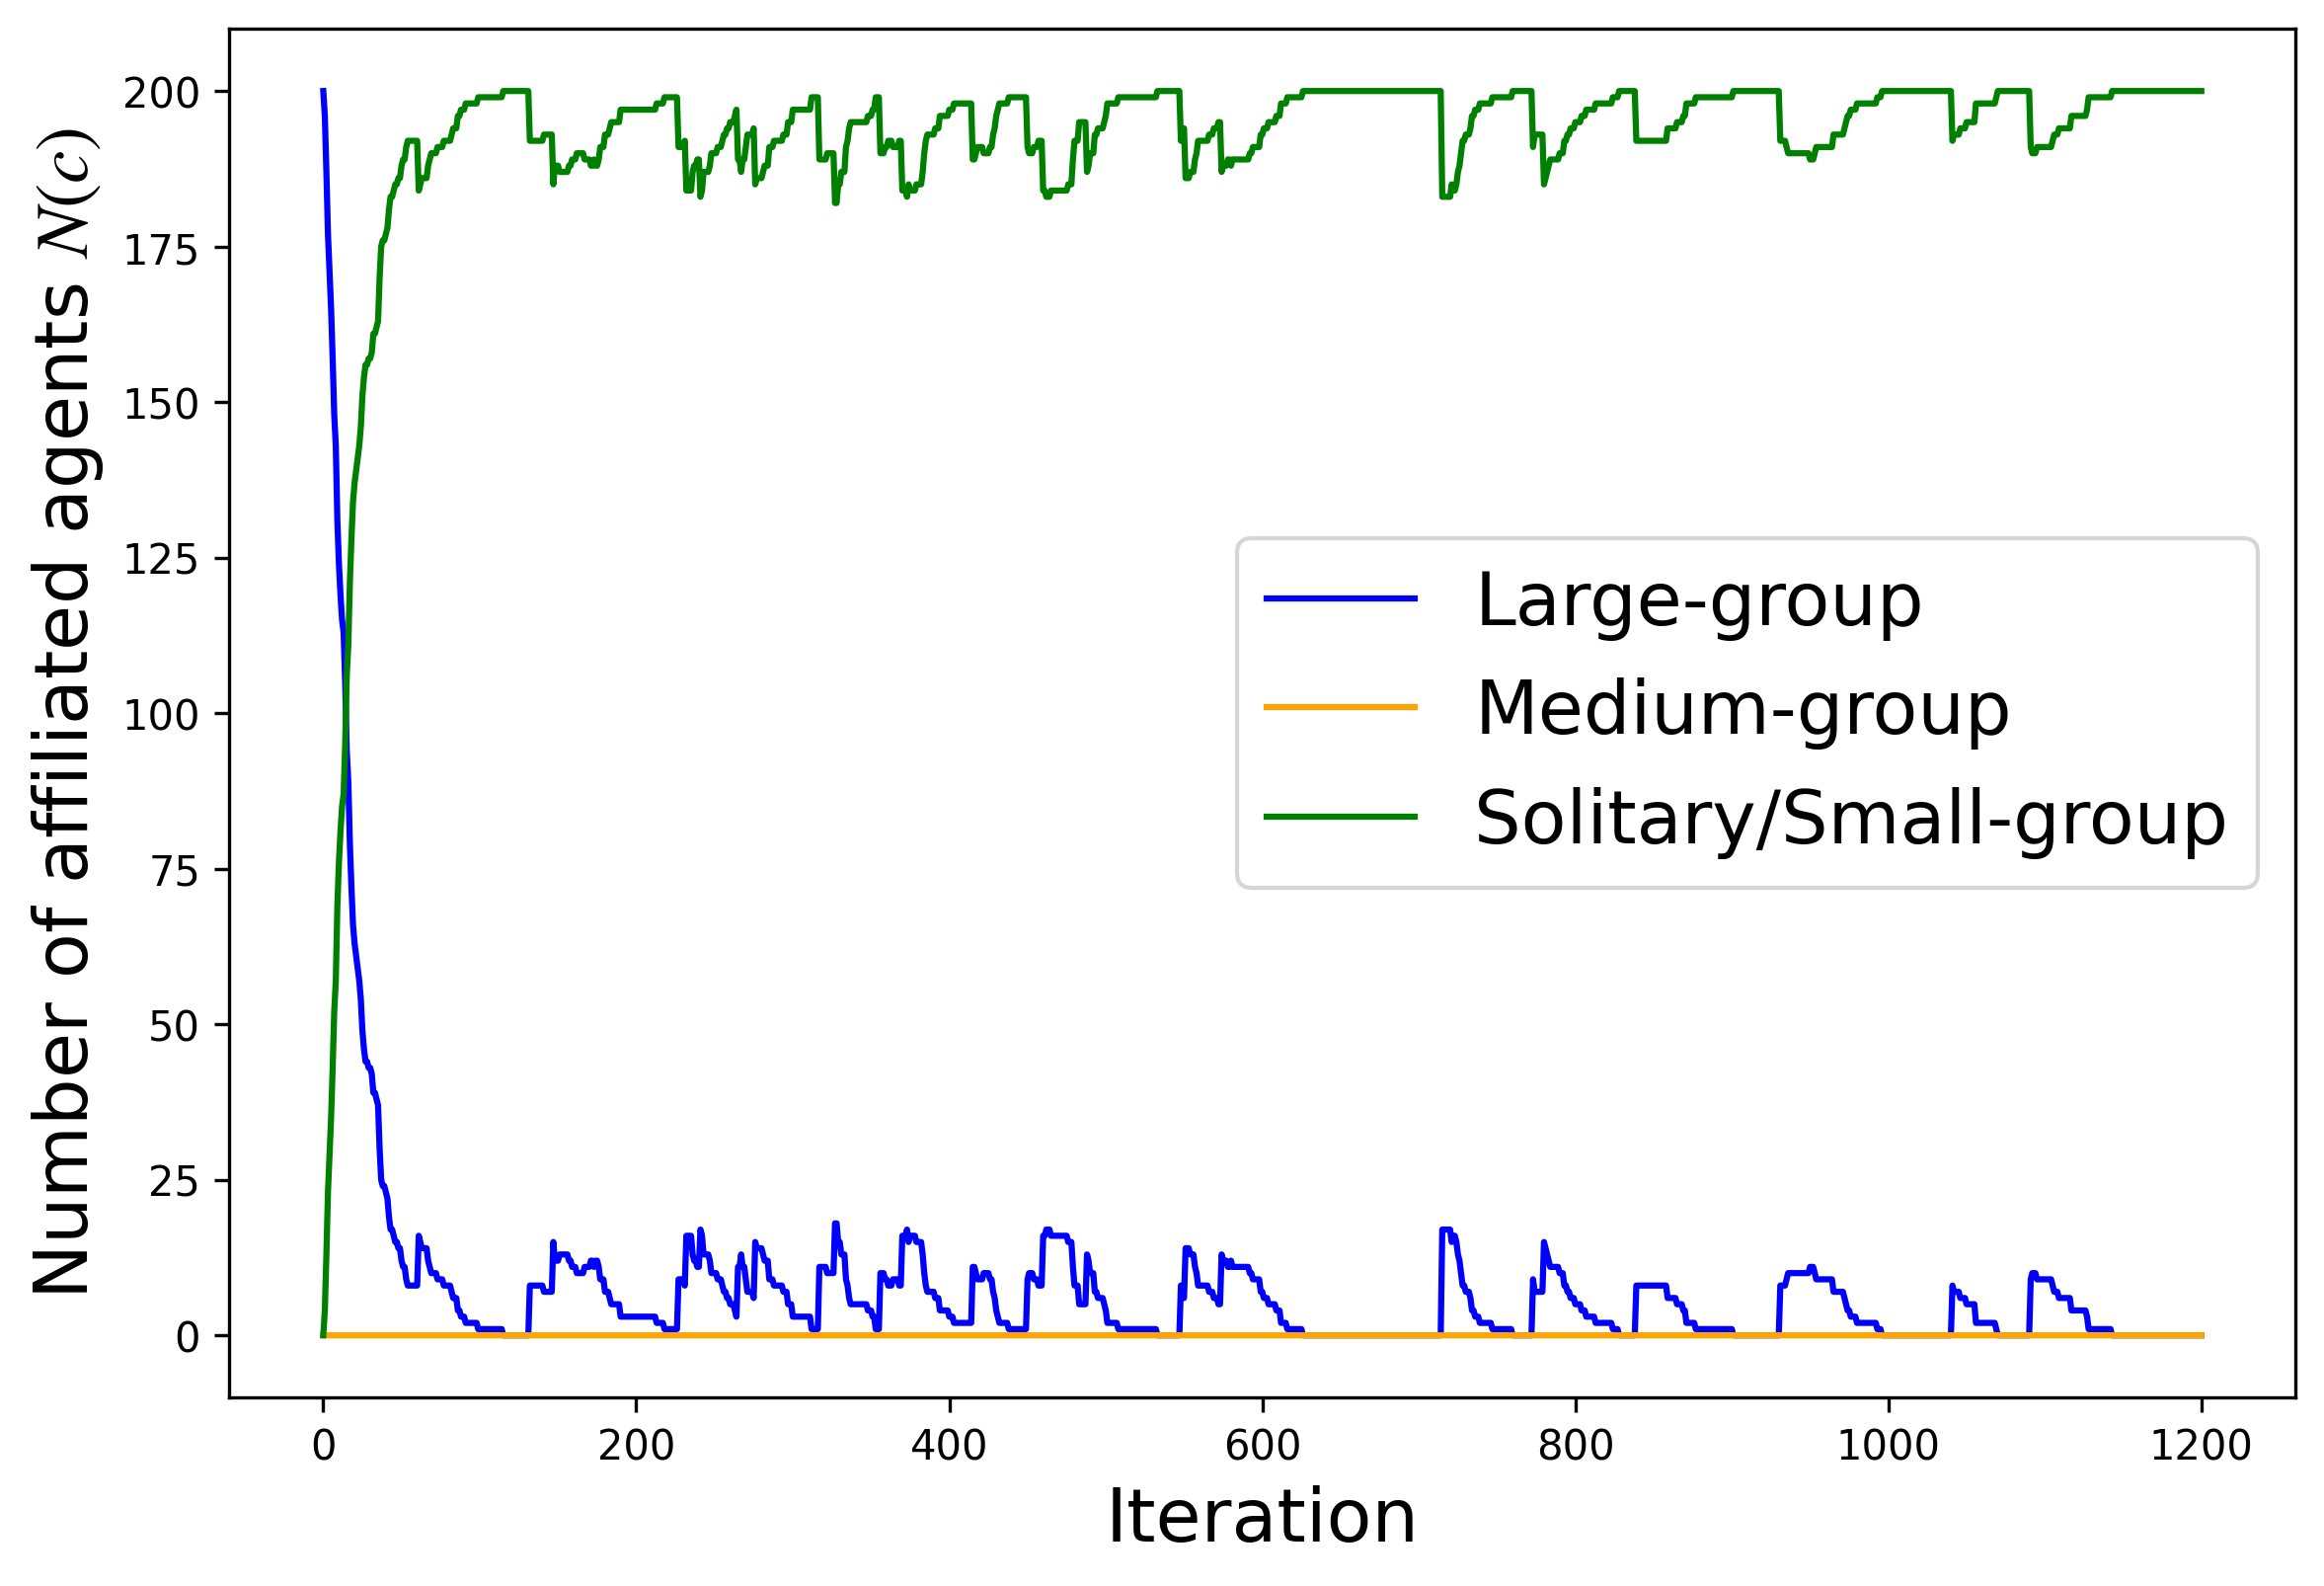 Number of affiliated agents N(c)
200
175
150
125
100
75
50
25
0
Large-group
Medium-group
Solitary/Small-group
0 200 400 600 800 1000 1200
Iteration